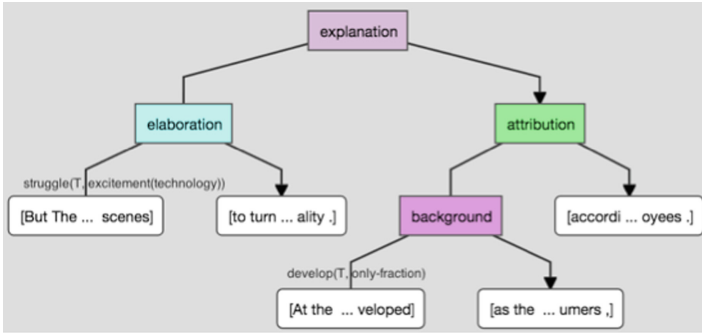 explanation
elaboration
attribution
struggle(T, excitement(technology))
[But The ... scenes]
[to turn ... ality .]
background
[accordi ... oyees .]
develop(T, only-fraction)
[At the ... veloped]
[as the ... umers ,]